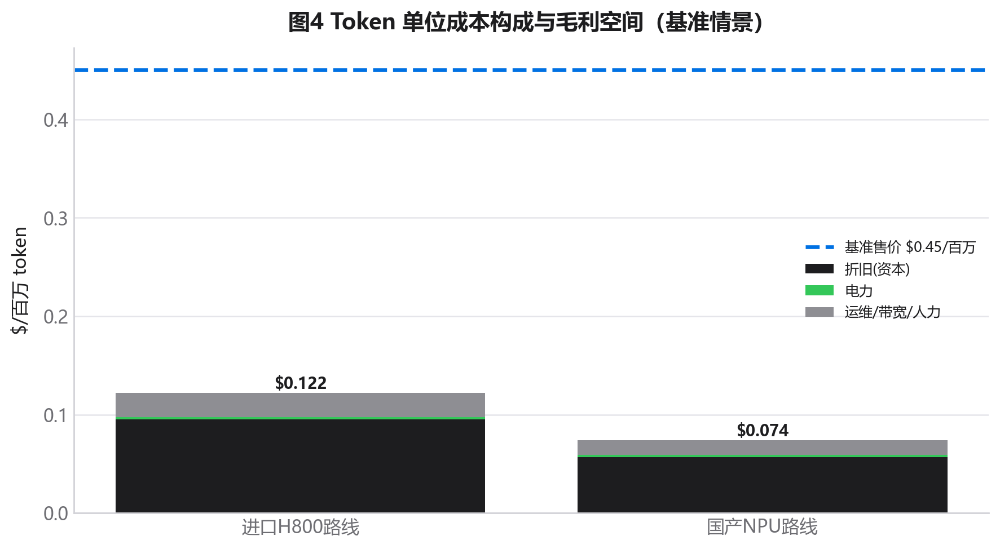 图4 Token 单位成本构成与毛利空间（基准情景）
$/百万 token
0.4
0.3
0.2
0.1
0.0
基准售价 $0.45/百万
折旧(资本)
电力
运维/带宽/人力
$0.122
$0.074
进口H800路线
国产NPU路线